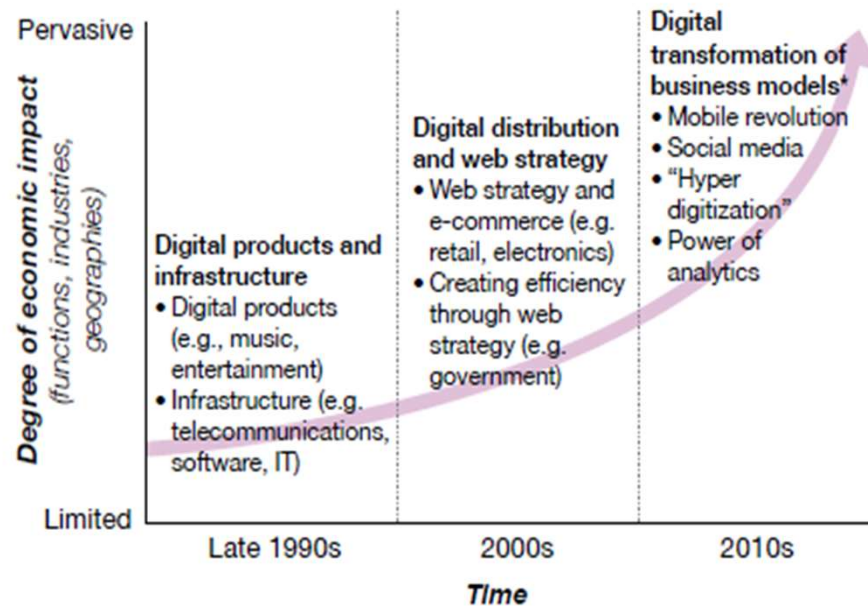 Pervasive
Degree of economic impact
(functions, industries,
geographies)
Limited
Digital products and
infrastructure
• Digital products
(e.g., music,
entertainment)
• Infrastructure (e.g.
telecommunications,
software, IT)
Digital distribution
and web strategy
• Web strategy and
e-commerce (e.g.
retail, electronics)
• Creating efficiency
through web
strategy (e.g.
government)
Digital
transformation of
business models*
• Mobile revolution
• Social media
• “Hyper
digitization”
• Power of
analytics
Late 1990s
2000s
2010s
Time